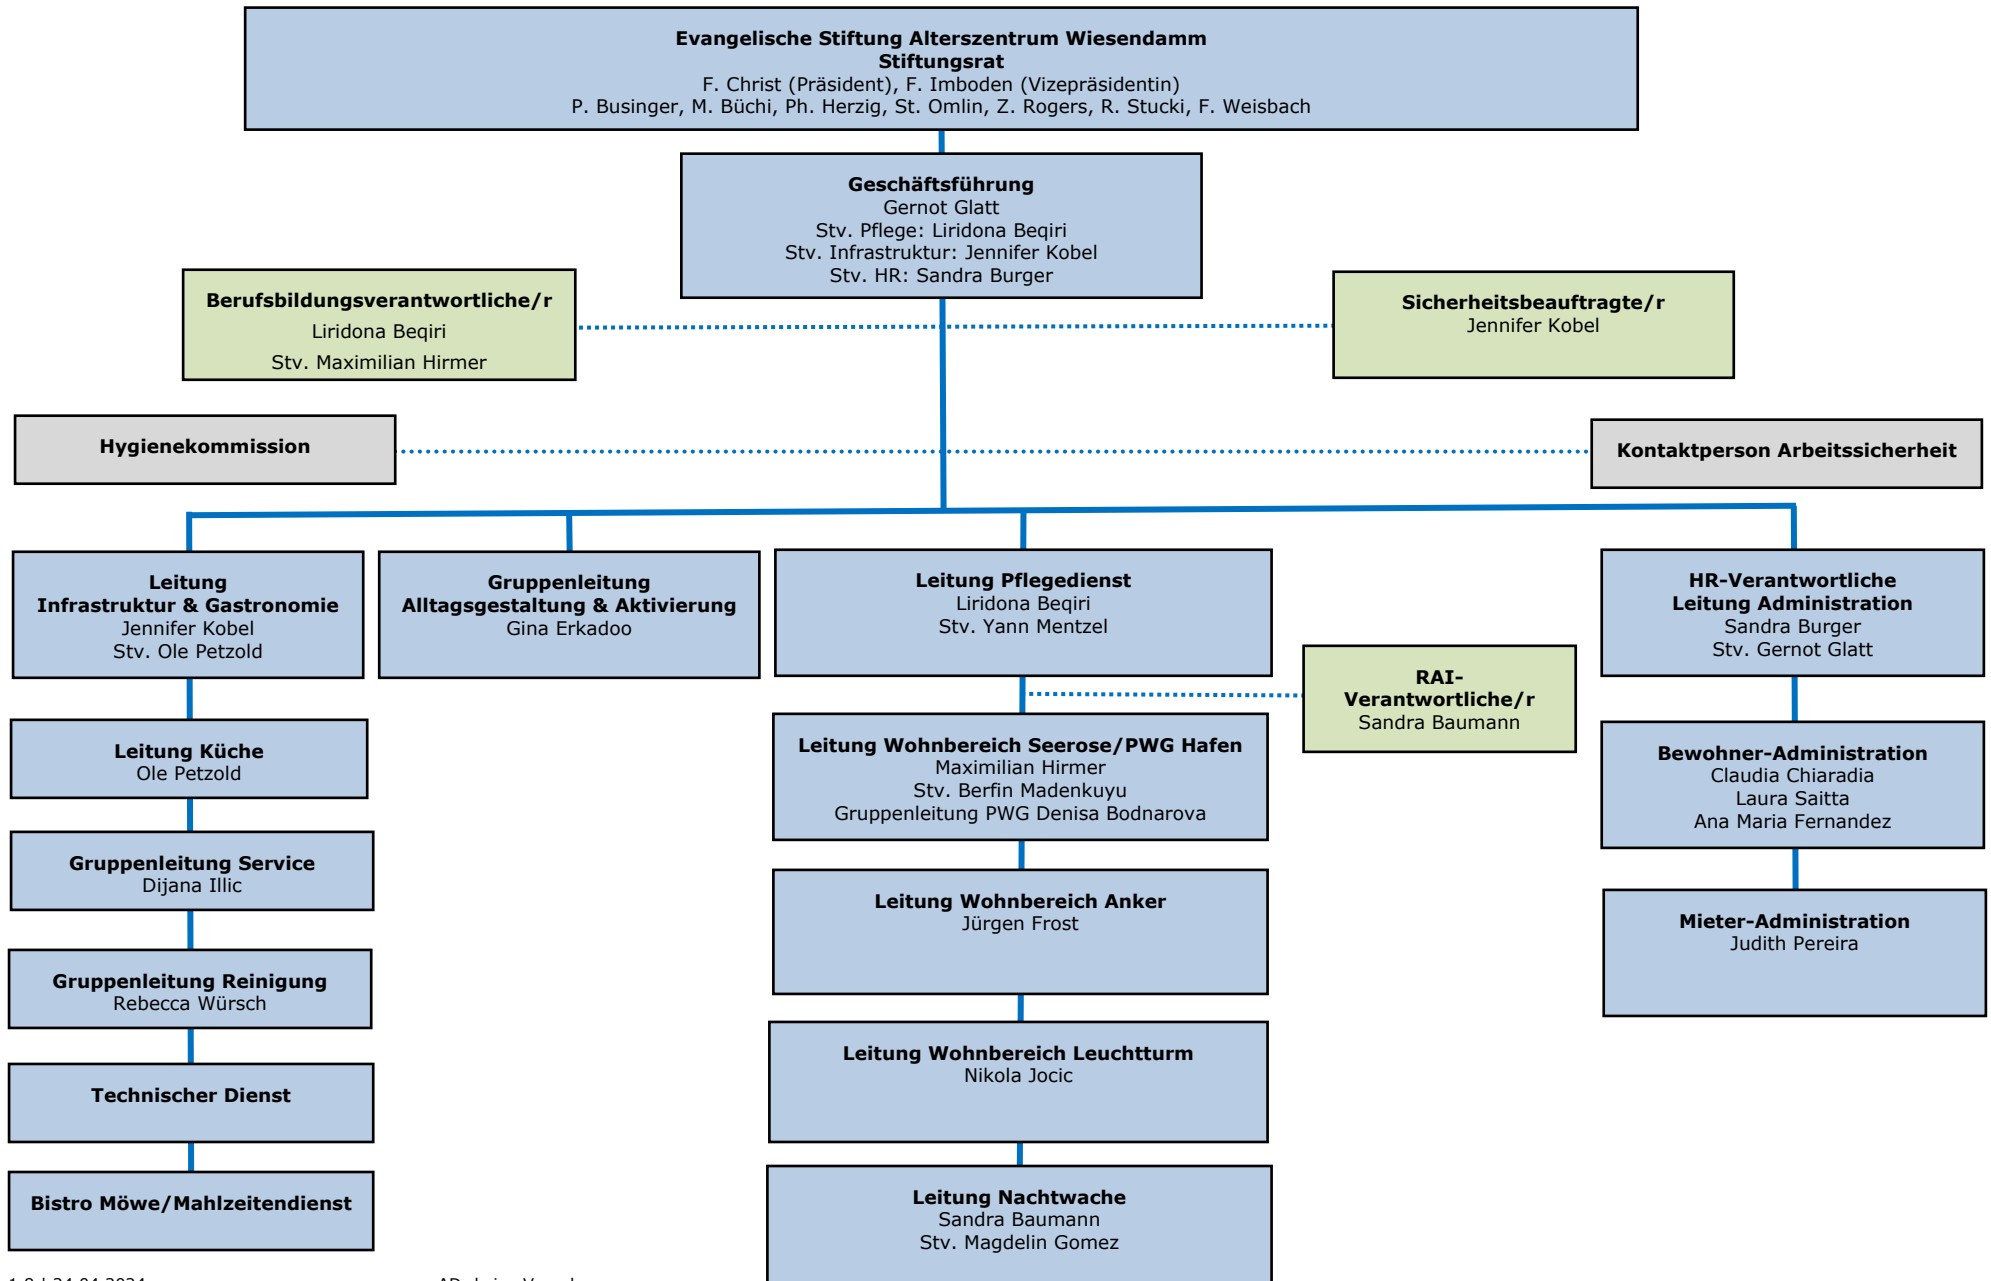 Evangelische Stiftung Alterszentrum Wiesendamm
Stiftungsrat
F. Christ (Präsident), F. Imboden (Vizepräsidentin)
P. Businger, M. Büchi, Ph. Herzig, St. Omlin, Z. Rogers, R. Stucki, F. Weisbach
Geschäftsführung
Gernot Glatt
Stv. Pflege: Liridona Beqiri
Stv. Infrastruktur: Jennifer Kobel
Stv. HR: Sandra Burger
Berufsbildungsverantwortliche/r
Liridona Beqiri
Stv. Maximilian Hirmer
Sicherheitsbeauftragte/r
Jennifer Kobel
Hygienekommission
Kontaktperson Arbeitssicherheit
Leitung
Infrastruktur & Gastronomie
Jennifer Kobel
Stv. Ole Petzold
Gruppenleitung
Alltagsgestaltung & Aktivierung
Gina Erkadoo
Leitung Pflegedienst
Liridona Beqiri
Stv. Yann Mentzel
HR-Verantwortliche
Leitung Administration
Sandra Burger
Stv. Gernot Glatt
RAI-
Verantwortliche/r
Sandra Baumann
Leitung Küche
Ole Petzold
Gruppenleitung Service
Dijana Illic
Gruppenleitung Reinigung
Rebecca Würsch
Technischer Dienst
Bistro Möwe/Mahlzeitendienst
Leitung Wohnbereich Seerose/PWG Hafen
Maximilian Hirmer
Stv. Berfin Madenkuyu
Gruppenleitung PWG Denisa Bodnarova
Leitung Wohnbereich Anker
Jürgen Frost
Leitung Wohnbereich Leuchtturm
Nikola Jocic
Leitung Nachtwache
Sandra Baumann
Stv. Magdelin Gomez
Bewohner-Administration
Claudia Chiaradia
Laura Saitta
Ana Maria Fernandez
Mieter-Administration
Judith Pereira